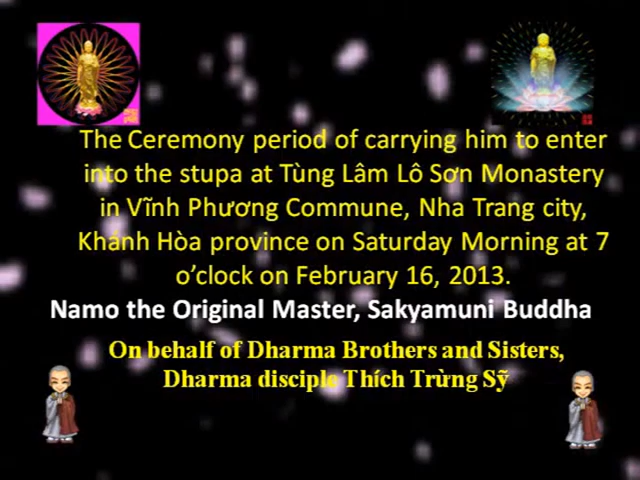 The Ceremony period of carrying him to enter
into the stupa at Tùng Lâm Lô Sơn Monastery
in Vĩnh Phương Commune, Nha Trang city,
Khánh Hòa province on Saturday Morning at 7
o’clock on February 16, 2013.
Namo the Original Master, Sakyamuni Buddha
On behalf of Dharma Brothers and Sisters,
Dharma disciple Thích Trừng Sỹ